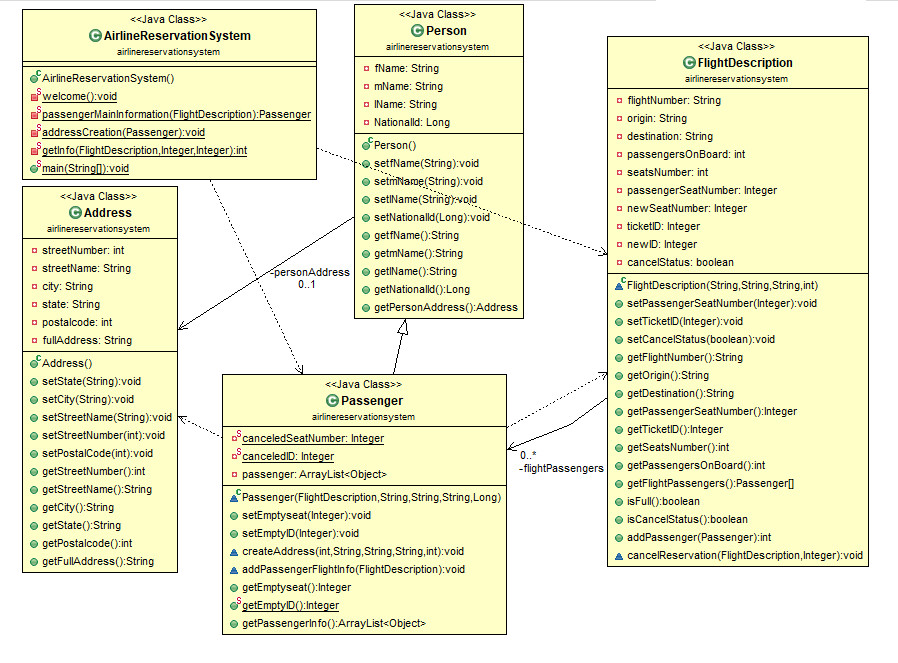 <<Java Class>>
AirlineReservationSystem
airlinereservationsystem
AirlineReservationSystem()
welcome():void
passengerMainInformation(FlightDescription):Passenger
addressCreation(Passenger):void
getInfo(FlightDescription,Integer,Integer):int
main(String[]):void
<<Java Class>>
Person
airlinereservationsystem
fName: String
mName: String
lName: String
NationalId: Long
Person()
setfName(String):void
setmName(String):void
setlName(String):void
setNationalId(Long):void
getfName():String
getmName():String
getlName():String
getNationalId():Long
getPersonAddress():Address
<<Java Class>>
FlightDescription
airlinereservationsystem
flightNumber: String
origin: String
destination: String
passengersOnBoard: int
seatsNumber: int
passengerSeatNumber: Integer
newSeatNumber: Integer
ticketID: Integer
newID: Integer
cancelStatus: boolean
FlightDescription(String,String,String,int)
setPassengerSeatNumber(Integer):void
setTicketID(Integer):void
setCancelStatus(boolean):void
getFlightNumber():String
getOrigin():String
getDestination():String
getPassengerSeatNumber():Integer
getTicketID():Integer
getSeatsNumber():int
getPassengersOnBoard():int
getFlightPassengers():Passenger[]
isFull():boolean
isCancelStatus():boolean
addPassenger(Passenger):int
cancelReservation(FlightDescription,Integer):void
<<Java Class>>
Address
airlinereservationsystem
streetNumber: int
streetName: String
city: String
state: String
postalcode: int
fullAddress: String
Address()
setState(String):void
setCity(String):void
setStreetName(String):void
setStreetNumber(int):void
setPostalCode(int):void
getStreetNumber():int
getStreetName():String
getCity():String
getState():String
getPostalcode():int
getFullAddress():String
-personAddress
0..1
<<Java Class>>
Passenger
airlinereservationsystem
canceledSeatNumber: Integer
canceledID: Integer
passenger: ArrayList<Object>
Passenger(FlightDescription,String,String,String,Long)
setEmptyseat(Integer):void
setEmptyID(Integer):void
createAddress(int,String,String,String,int):void
addPassengerFlightInfo(FlightDescription):void
getEmptyseat():Integer
getEmptyID():Integer
getPassengerInfo():ArrayList<Object>
0..*
-flightPassengers